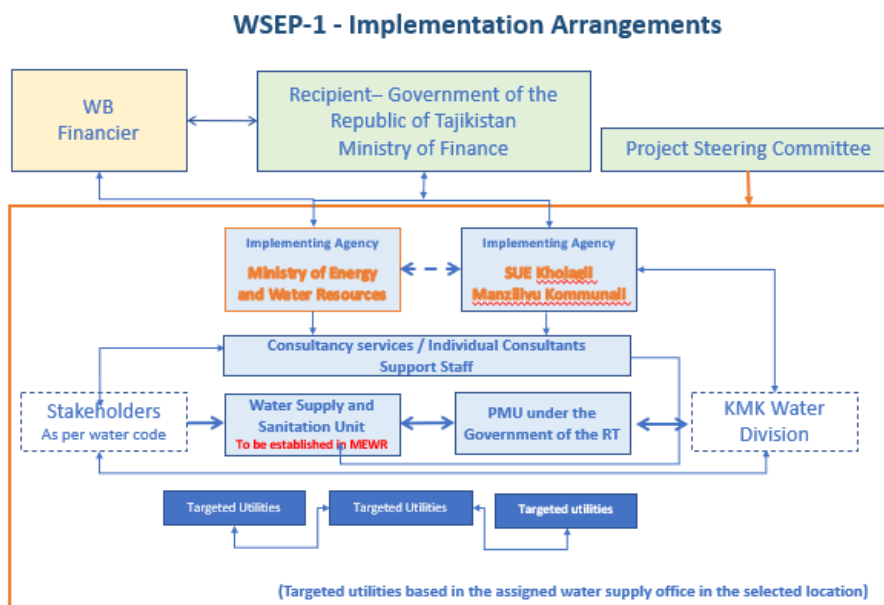 WSEP-1 - Implementation Arrangements
WB
Financier
Recipient– Government of the
Republic of Tajikistan
Ministry of Finance
Project Steering Committee
Implementing Agency
Ministry of Energy
and Water Resources
Implementing Agency
SUE Khojagii
Manziliyu Kommunali
Consultancy services / Individual Consultants
Support Staff
Stakeholders
As per water code
Water Supply and
Sanitation Unit
To be established in MEWR
PMU under the
Government of the RT
KMK Water
Division
Targeted Utilities
Targeted Utilities
Targeted utilities
(Targeted utilities based in the assigned water supply office in the selected location)